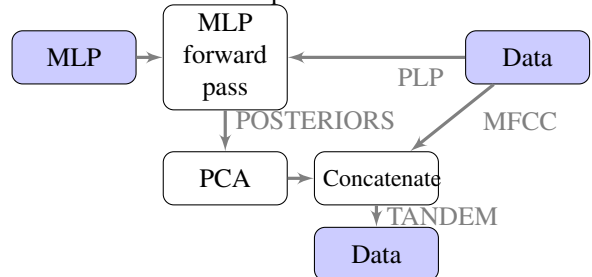 MLP
MLP
forward
pass
Data
PLP
POSTERIORS
MFCC
PCA
Concatenate
TANDEM
Data